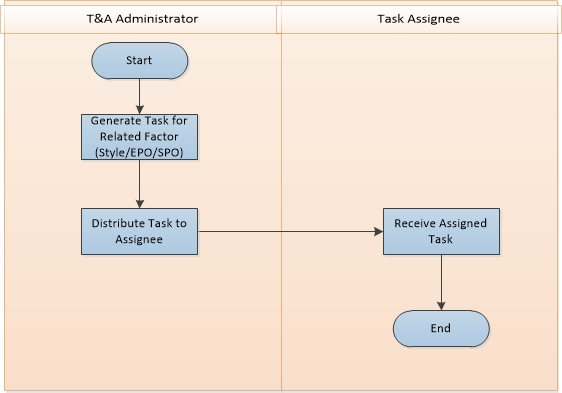 T&A Administrator
Task Assignee
Start
Generate Task for
Related Factor
(Style/EPO/SPO)
Distribute Task to
Assignee
Receive Assigned
Task
End